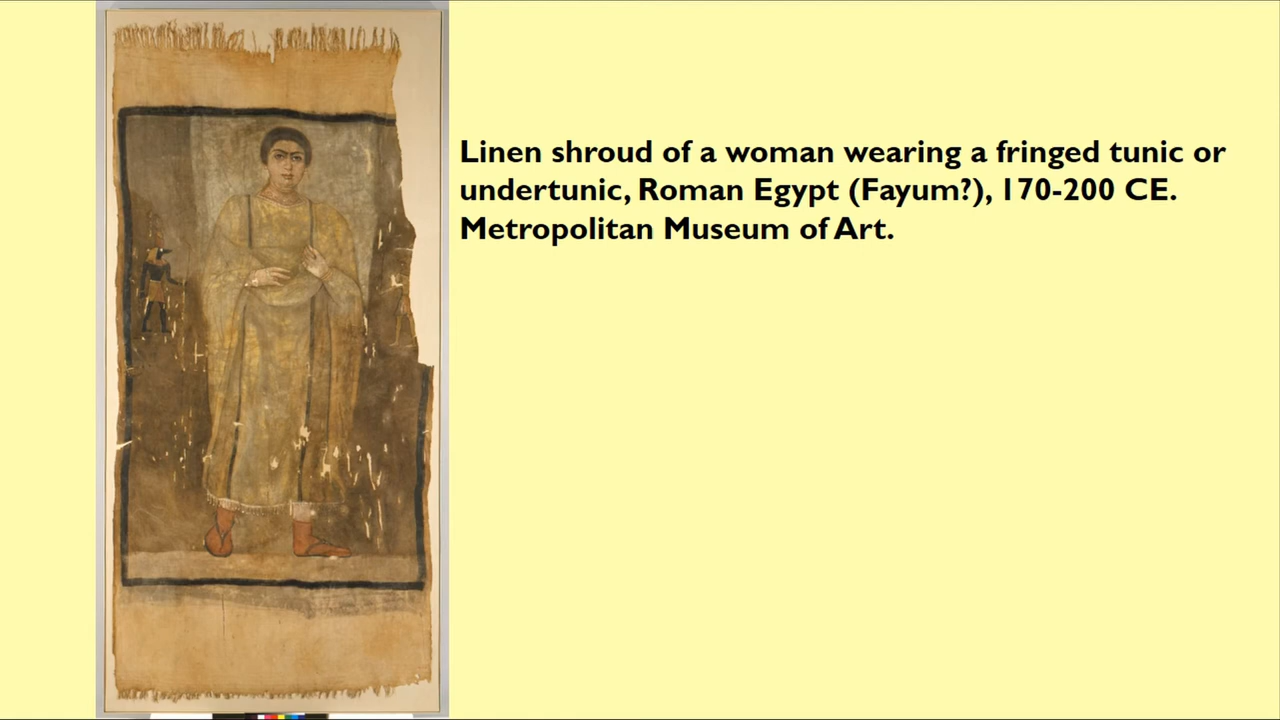 Linen shroud of a woman wearing a fringed tunic or
undertunic, Roman Egypt (Fayum?), 170-200 CE.
Metropolitan Museum of Art.